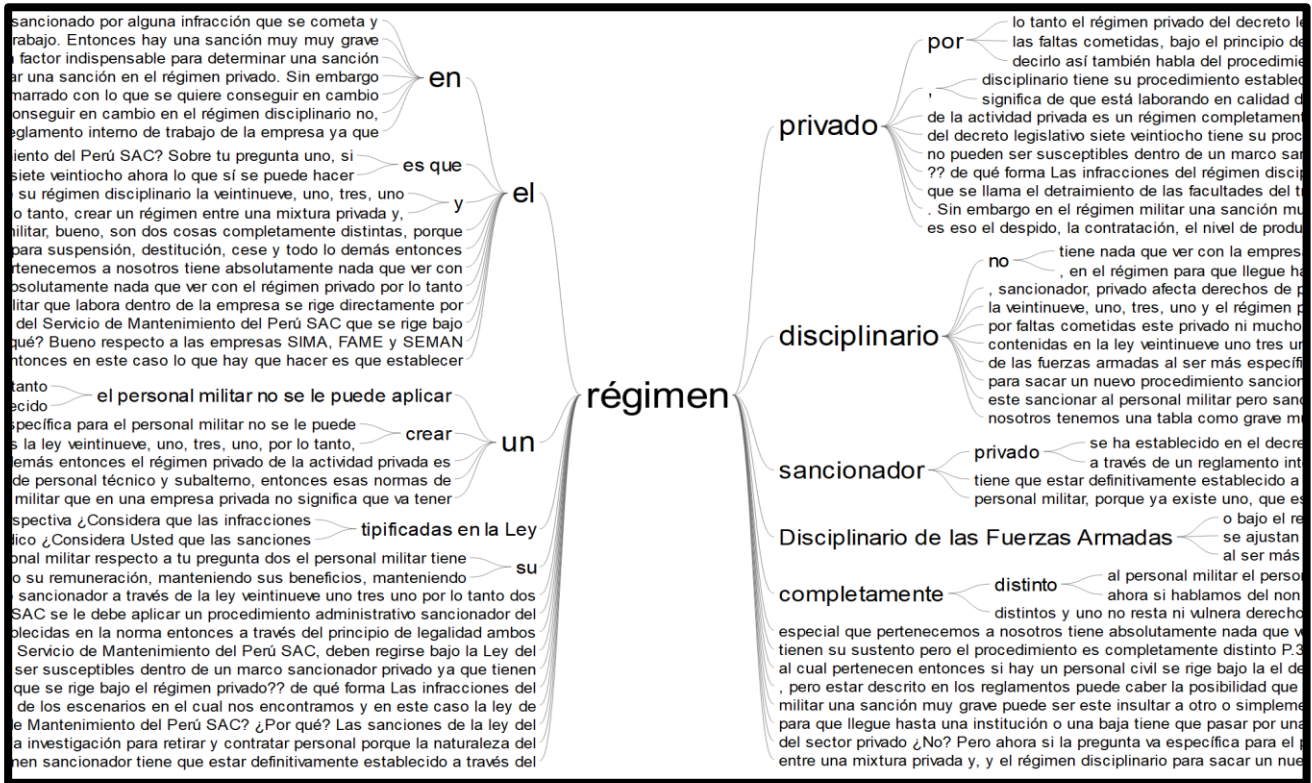 sancionado por alguna infracción que se cometa y
trabajo. Entonces hay una sanción muy muy grave
factor indispensable para determinar una sanción
ar una sanción en el régimen privado. Sin embargo
marrado con lo que se quiere conseguir en cambio
onseguir en cambio en el régimen disciplinario no,
eglamento interno de trabajo de la empresa ya que
en
iento del Perú SAC? Sobre tu pregunta uno, si
siete veintiocho ahora lo que sí se puede hacer
es que
su régimen disciplinario la veintinueve, uno, tres, uno
o tanto, crear un régimen entre una mixtura privada y,
y
el
ilitar, bueno, son dos cosas completamente distintas, porque
para suspensión, destitución, cese y todo lo demás entonces
rtenecemos a nosotros tiene absolutamente nada que ver con
bsolutamente nada que ver con el régimen privado por lo tanto
litar que labora dentro de la empresa se rige directamente por
del Servicio de Mantenimiento del Perú SAC que se rige bajo
qué? Bueno respecto a las empresas SIMA, FAME y SEMAN
ntonces en este caso lo que hay que hacer es que establecer
tanto
ecido
el personal militar no se le puede aplicar
specífica para el personal militar no se le puede
s la ley veintinueve, uno, tres, uno, por lo tanto,
crear
un
emás entonces el régimen privado de la actividad privada es
de personal técnico y subalterno, entonces esas normas de
militar que en una empresa privada no significa que va tener
rspectiva ¿Considera que las infracciones
dico ¿Considera Usted que las sanciones
tipificadas en la Ley
onal militar respecto a tu pregunta dos el personal militar tiene
o su remuneración, manteniendo sus beneficios, manteniendo
su
sancionador a través de la ley veintinueve uno tres uno por lo tanto dos
SAC se le debe aplicar un procedimiento administrativo sancionador del
blecidas en la norma entonces a través del principio de legalidad ambos
Servicio de Mantenimiento del Perú SAC, deben regirse bajo la Ley del
ser susceptibles dentro de un marco sancionador privado ya que tienen
que se rige bajo el régimen privado?? de qué forma Las infracciones del
de los escenarios en el cual nos encontramos y en este caso la ley de
e Mantenimiento del Perú SAC? ¿Por qué? Las sanciones de la ley del
a investigación para retirar y contratar personal porque la naturaleza del
men sancionador tiene que estar definitivamente establecido a través del
régimen
privado
por
lo tanto el régimen privado del decreto le
las faltas cometidas, bajo el principio de
decirlo así también habla del procedimie
,
disciplinario tiene su procedimiento establec
significa de que está laborando en calidad d
de la actividad privada es un régimen completament
del decreto legislativo siete veintiocho tiene su proc
no pueden ser susceptibles dentro de un marco san
?? de qué forma Las infracciones del régimen discip
que se llama el detraimiento de las facultades del t
. Sin embargo en el régimen militar una sanción mu
es eso el despido, la contratación, el nivel de produ
disciplinario
no
tiene nada que ver con la empresa
, en el régimen para que llegue ha
, sancionador, privado afecta derechos de p
la veintinueve, uno, tres, uno y el régimen p
por faltas cometidas este privado ni mucho
contenidas en la ley veintinueve uno tres un
de las fuerzas armadas al ser más específi
para sacar un nuevo procedimiento sancion
este sancionar al personal militar pero sanc
nosotros tenemos una tabla como grave mu
sancionador
privado
se ha establecido en el decre
a través de un reglamento int
tiene que estar definitivamente establecido a
personal militar, porque ya existe uno, que es
Disciplinario de las Fuerzas Armadas
o bajo el re
se ajustan
al ser más
completamente
distinto
al personal militar el person
ahora si hablamos del non
distintos y uno no resta ni vulnera derecho
especial que pertenecemos a nosotros tiene absolutamente nada que ve
tienen su sustento pero el procedimiento es completamente distinto P.3
al cual pertenecen entonces si hay un personal civil se rige bajo la el de
, pero estar descrito en los reglamentos puede caber la posibilidad que
militar una sanción muy grave puede ser este insultar a otro o simpleme
para que llegue hasta una institución o una baja tiene que pasar por una
del sector privado ¿No? Pero ahora si la pregunta va específica para el p
entre una mixtura privada y, y el régimen disciplinario para sacar un nue